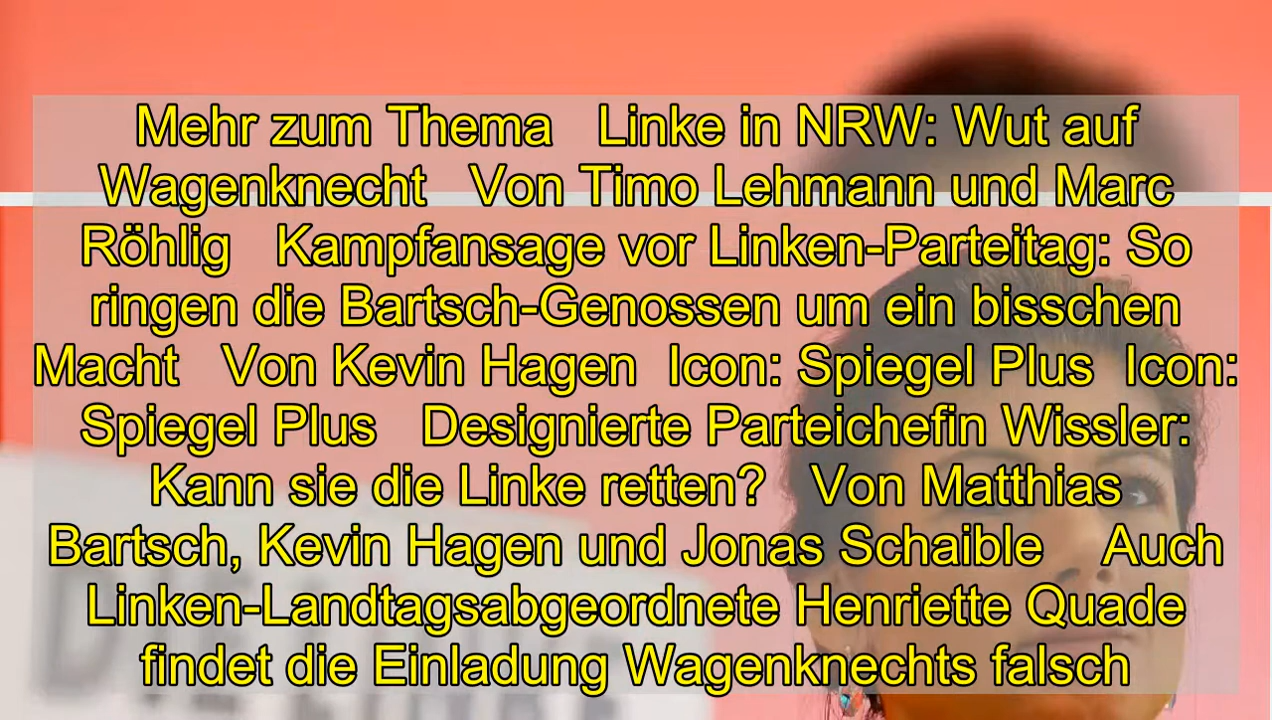 Mehr zum Thema Linke in NRW: Wut auf
Wagenknecht Von Timo Lehmann und Marc
Röhlig Kampfansage vor Linken-Parteitag: So
ringen die Bartsch-Genossen um ein bisschen
Macht Von Kevin Hagen Icon: Spiegel Plus Icon:
Spiegel Plus Designierte Parteichefin Wissler:
Kann sie die Linke retten? Von Matthias
Bartsch, Kevin Hagen und Jonas Schaible Auch
Linken-Landtagsabgeordnete Henriette Quade
findet die Einladung Wagenknechts falsch